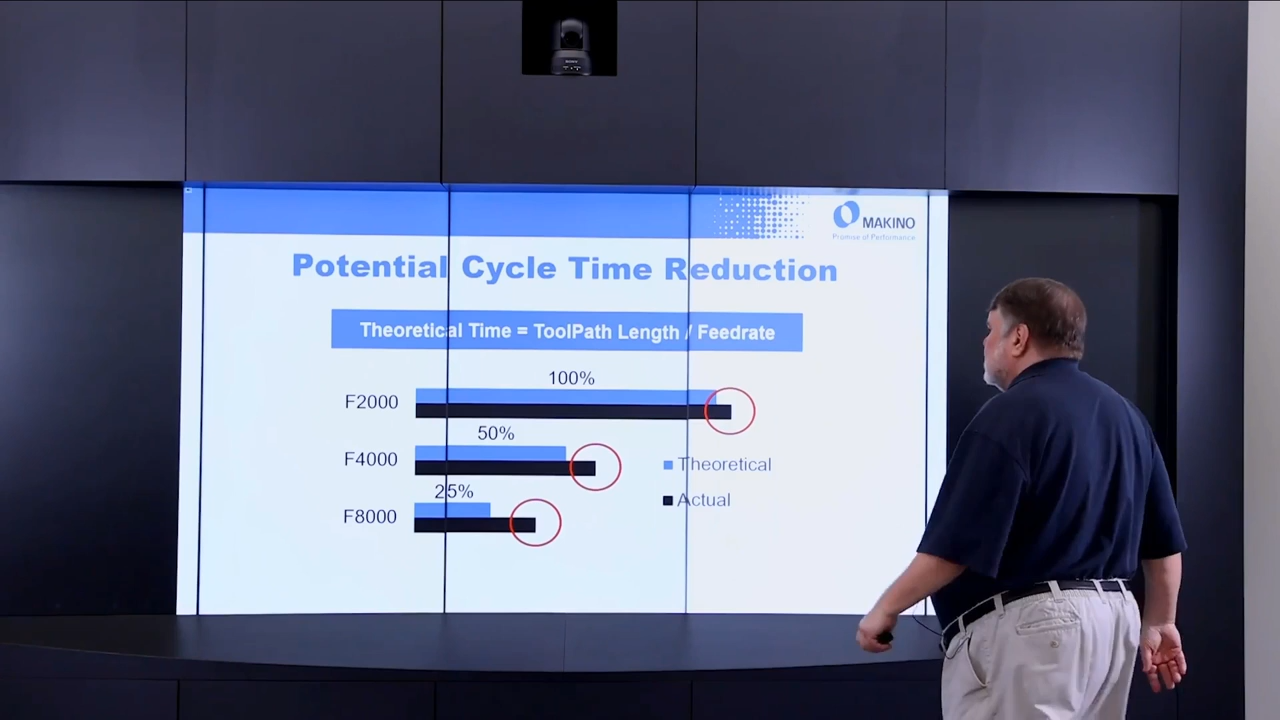 SONY
MAKINO
Promise of Performance
Potential Cycle Time Reduction
Theoretical Time = ToolPath Length / Feedrate
100%
F2000
50%
F4000
Theoretical
25%
Actual
F8000